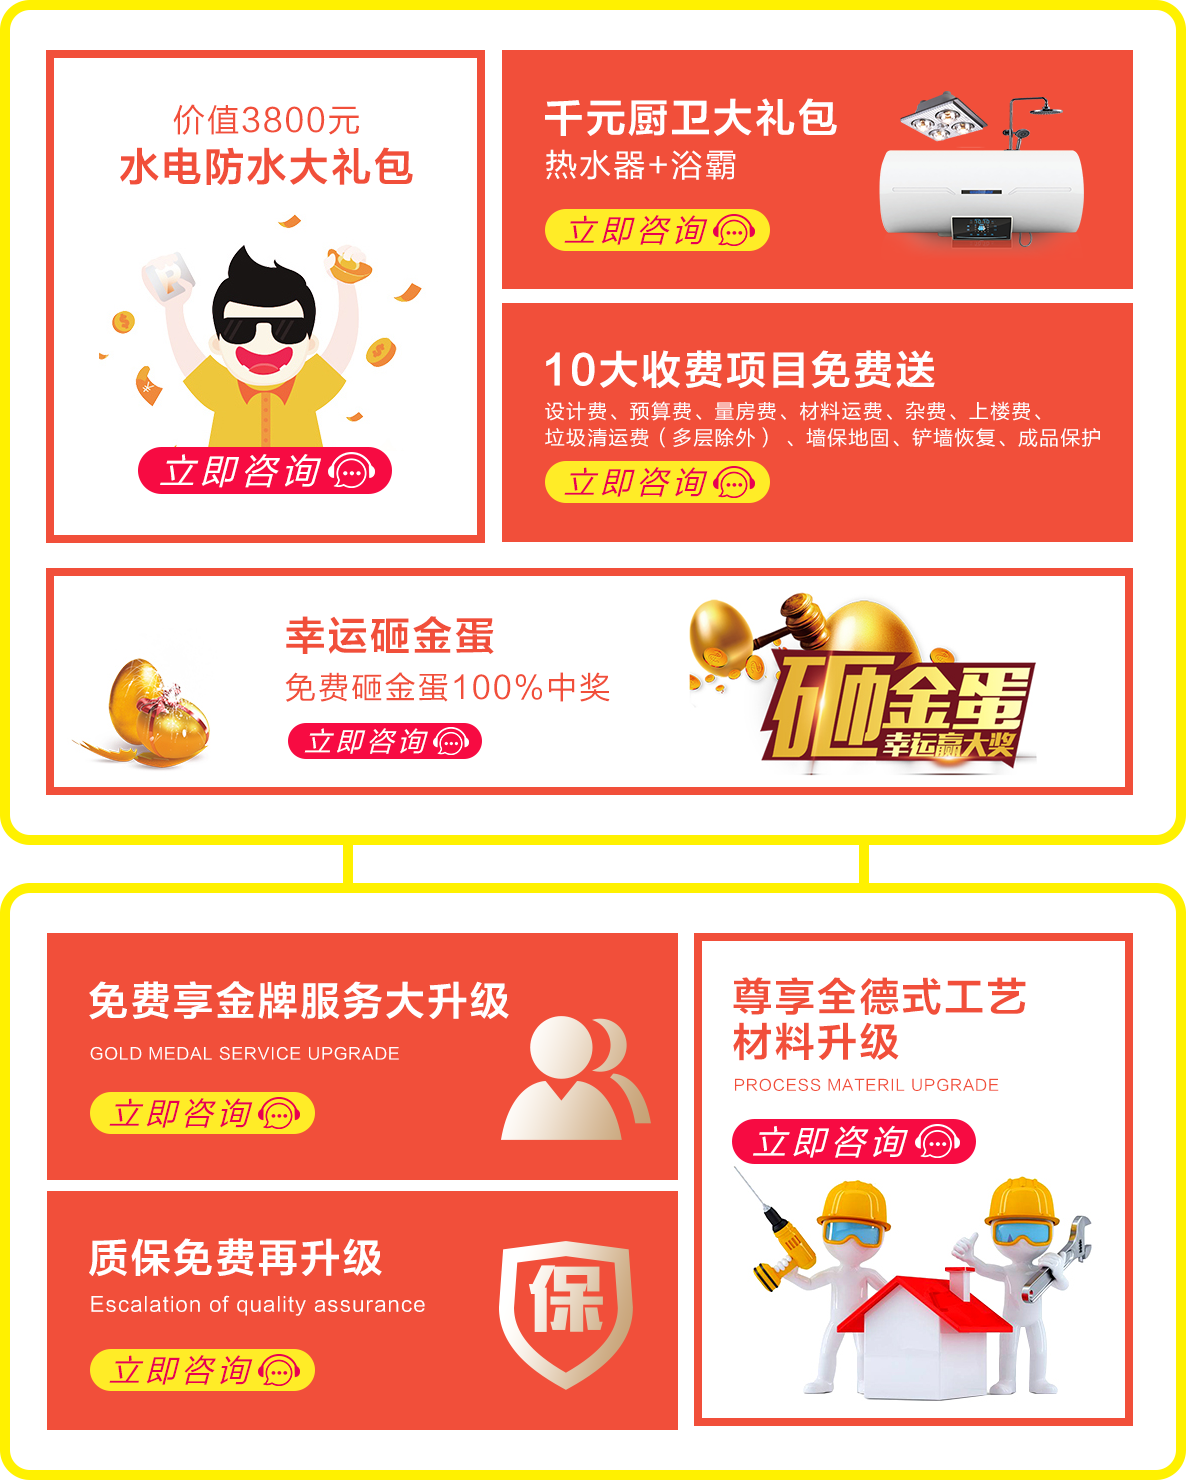 价值3800元
水电防水大礼包
立即咨询
千元厨卫大礼包
热水器+浴霸
立即咨询
10大收费项目免费送
设计费、预算费、量房费、材料运费、杂费、上楼费、
垃圾清运费（多层除外）、墙保地固、铲墙恢复、成品保护
立即咨询
幸运砸金蛋
免费砸金蛋100%中奖
立即咨询
砸金蛋
幸运赢大奖
免费享金牌服务大升级
GOLD MEDAL SERVICE UPGRADE
立即咨询
质保免费再升级
Escalation of quality assurance
立即咨询
保
尊享全德式工艺
材料升级
PROCESS MATERIL UPGRADE
立即咨询